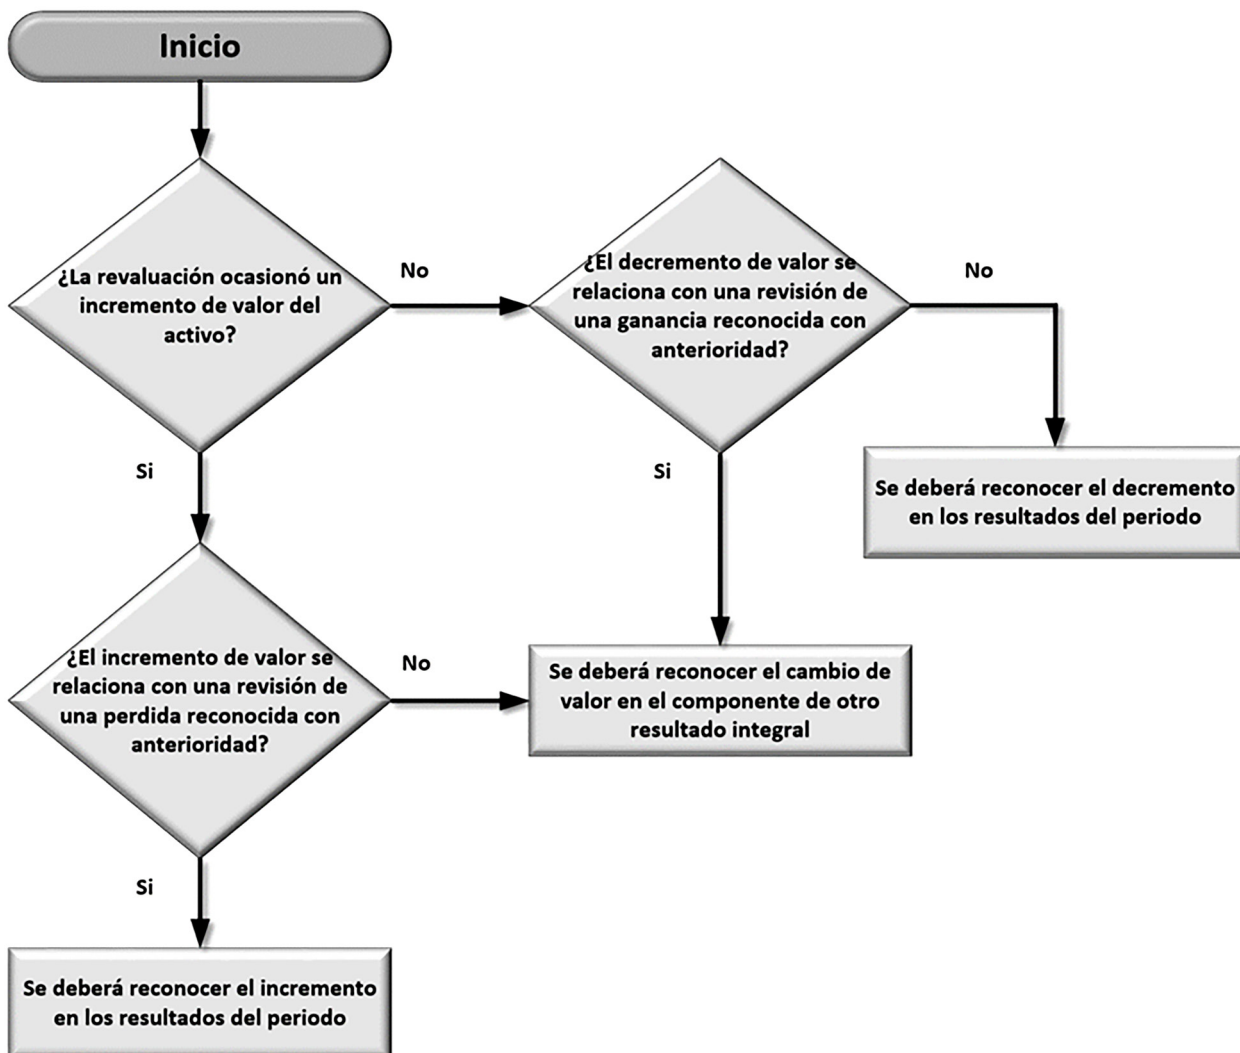 Inicio
¿La revaluación ocasionó un
incremento de valor del
activo?
No
¿El decremento de valor se
relaciona con una revisión de
una ganancia reconocida con
anterioridad?
No
Si
Si
Se deberá reconocer el decremento
en los resultados del periodo
¿El incremento de valor se
relaciona con una revisión de
una perdida reconocida con
anterioridad?
No
Se deberá reconocer el cambio de
valor en el componente de otro
resultado integral
Si
Se deberá reconocer el incremento
en los resultados del periodo